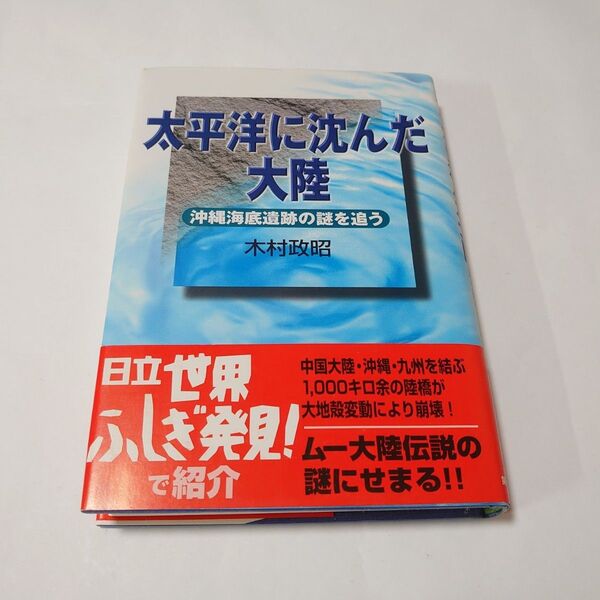 太平洋に沈んだ
大陸
沖縄海底遺跡の謎を追う
木村政昭
日立世界
ふしぎ発見!
で紹介
中国大陸・沖縄・九州を結ぶ
1,000キロ余の陸橋が
大地殻変動により崩壊!
ムー大陸伝説の
謎にせまる!!